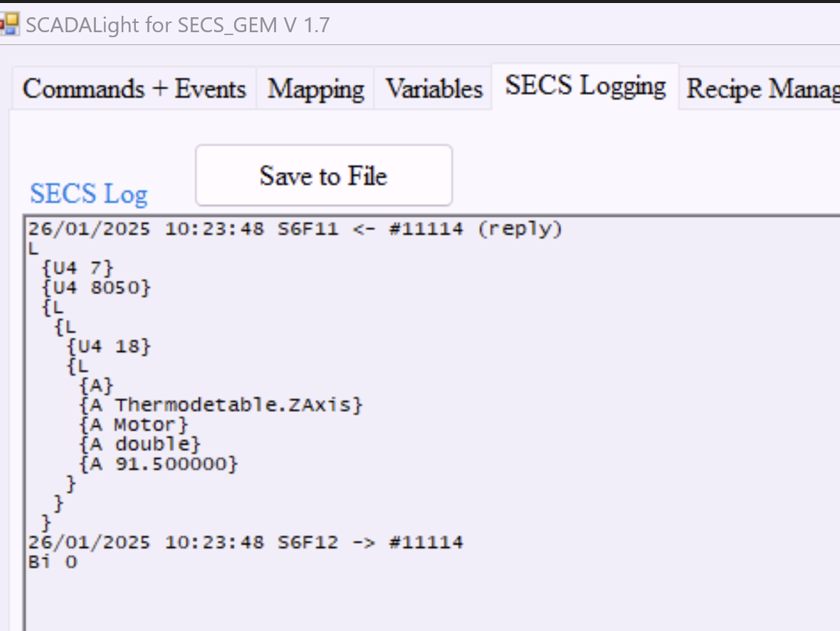 SCADALight for SECS_GEM V 1.7
Commands + Events Mapping Variables SECS Logging Recipe Manag
Save to File
SECS Log
26/01/2025 10:23:48 S6F11 <- #11114 (reply)
L
{U4 7}
{U4 8050}
{L
{L
{U4 18}
{L
{A}
{A Thermodetable.ZAxis}
{A Motor}
{A double}
{A 91.500000}
}
}
}
26/01/2025 10:23:48 S6F12 -> #11114
Bi 0